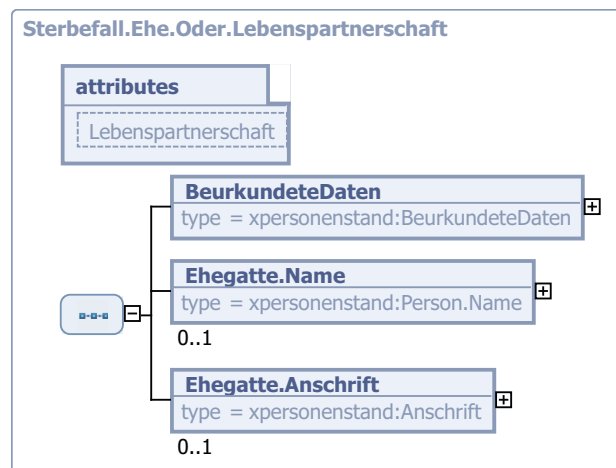 Sterbefall.Ehe.Oder.Lebenspartnerschaft
attributes
Lebenspartnerschaft
BeurkundeteDaten
type = xpersonenstand:BeurkundeteDaten
Ehegatte.Name
type = xpersonenstand:Person.Name
0..1
Ehegatte.Anschrift
type = xpersonenstand:Anschrift
0..1